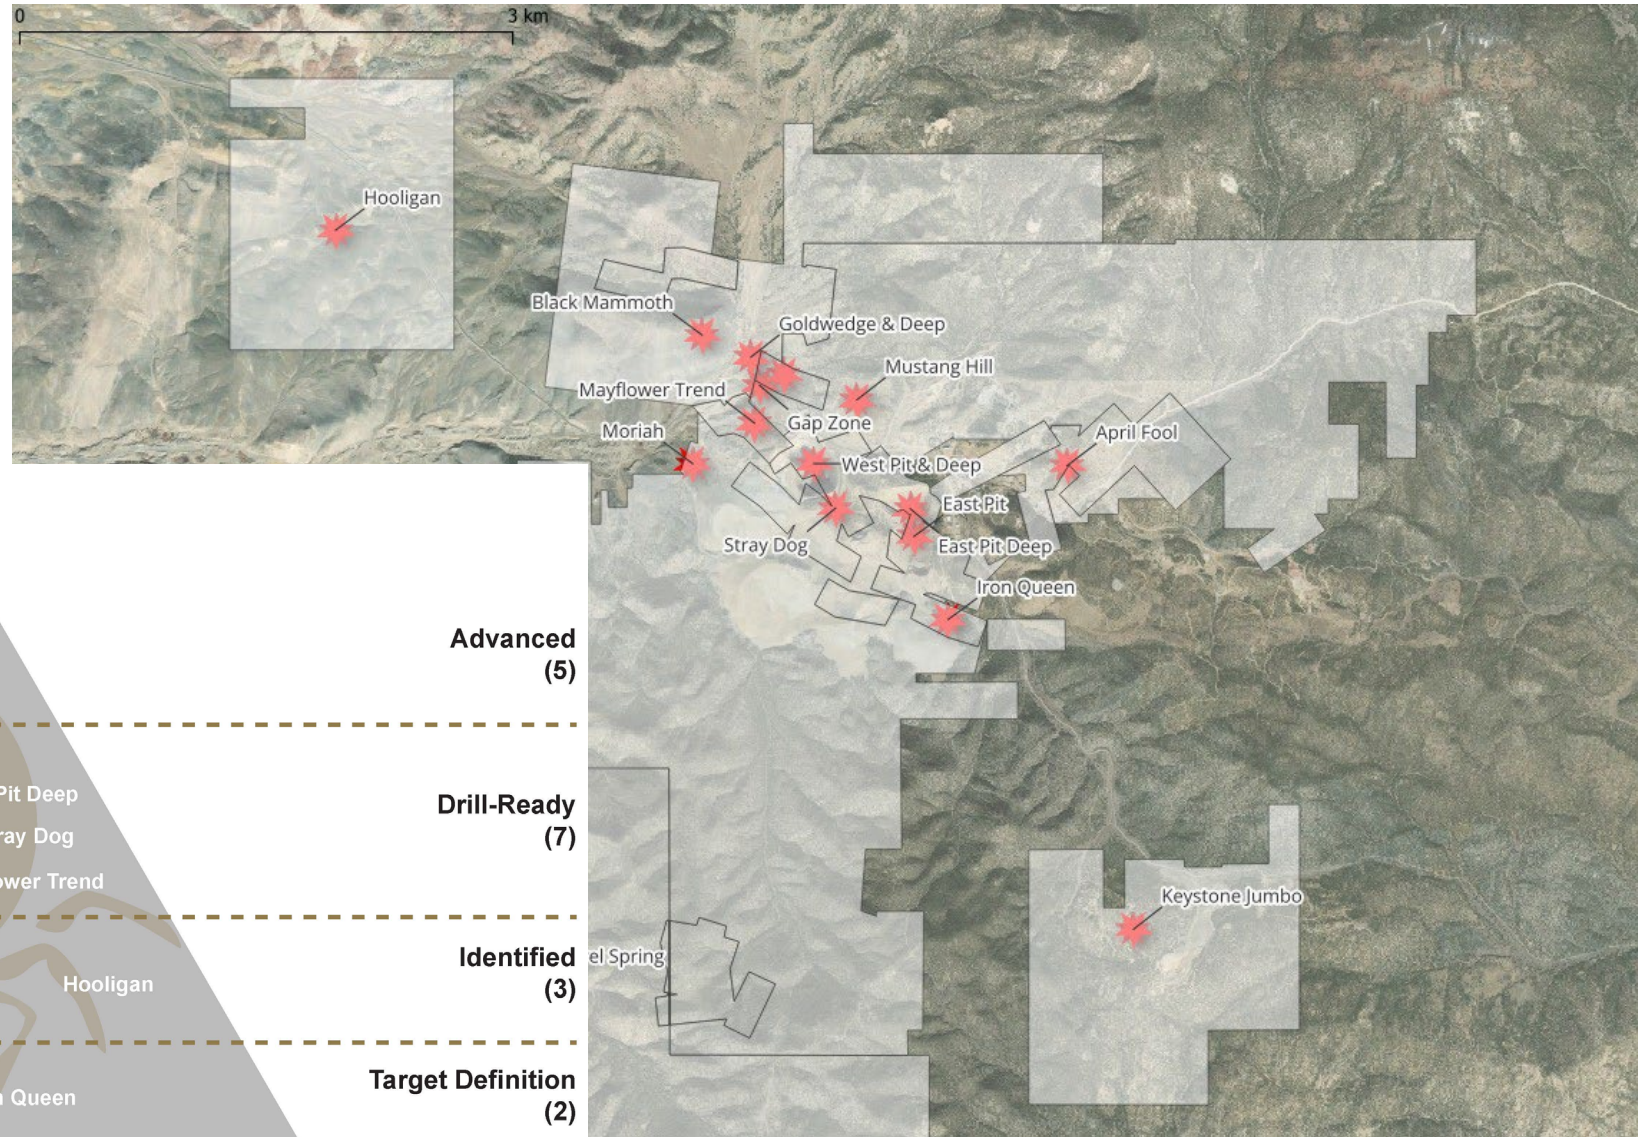 0 3 km
Hooligan
Black Mammoth
Goldwedge & Deep
Mustang Hill
Mayflower Trend
Gap Zone
Moriah
April Fool
West Pit & Deep
East Pit
Stray Dog
East Pit Deep
Iron Queen
Keystone Jumbo
el Spring
Advanced
(5)
Drill-Ready
(7)
Pit Deep
ray Dog
ower Trend
Identified
(3)
Hooligan
Target Definition
(2)
Queen